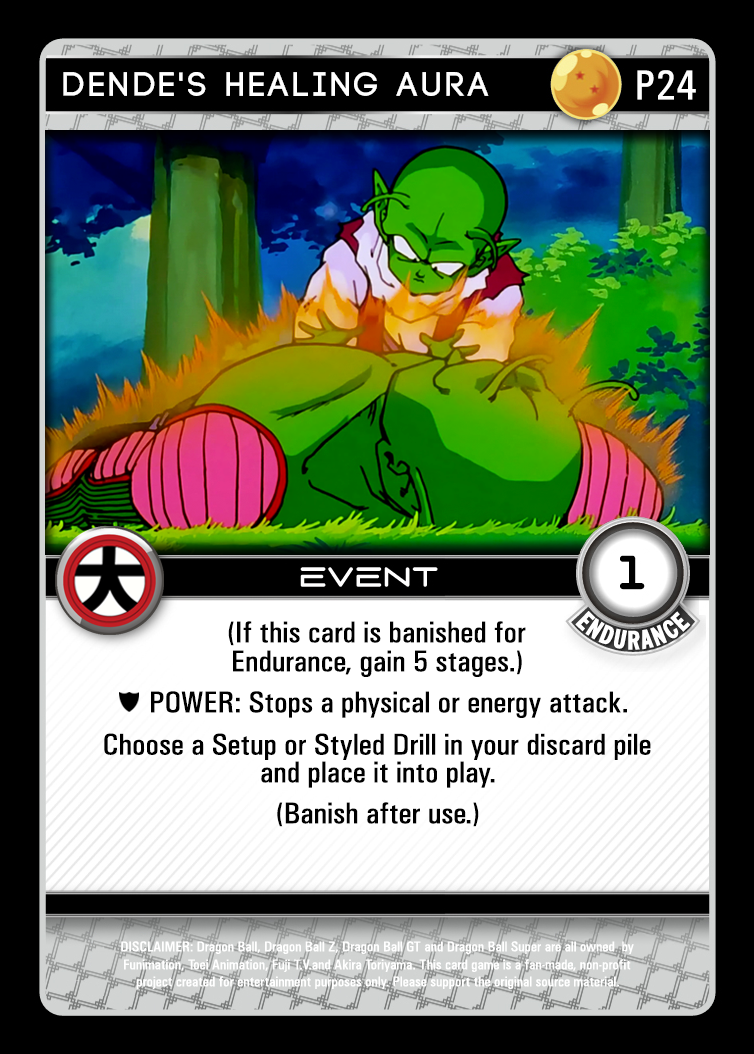 DENDE'S HEALING AURA
P24
大
EVENT
1
ENDURANCE
(If this card is banished for
Endurance, gain 5 stages.)
POWER: Stops a physical or energy attack.
Choose a Setup or Styled Drill in your discard pile
and place it into play.
(Banish after use.)
DISCLAIMER: Dragon Ball, Dragon Ball Z, Dragon Ball GT and Dragon Ball Super are all owned by
Funimation, Toei Animation, Fuji T.V.and Akira Toriyama. This card game is a fan-made, non-profit
project created for entertainment purposes only. Please support the original source material.